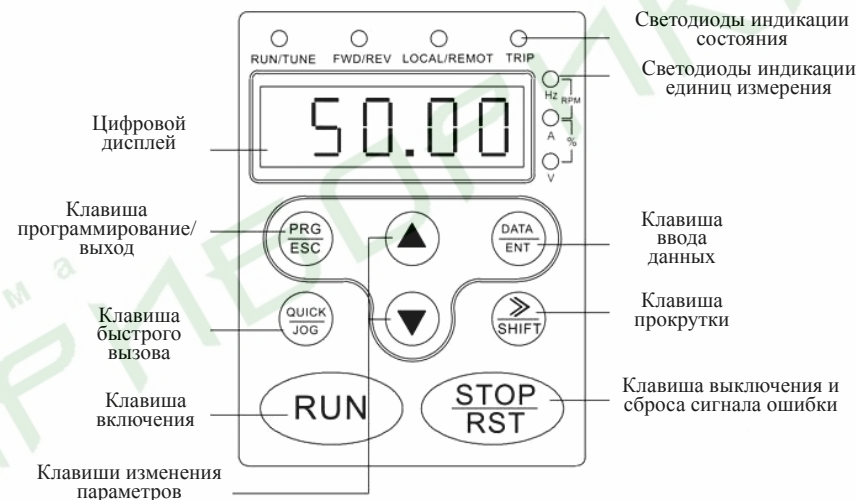 Светодиоды индикации
состояния
RUN/TUNE FWD/REV LOCAL/REMOT TRIP
Светодиоды индикации
единиц измерения
Hz
RPM
A
%
V
Цифровой
дисплей
50.00
Клавиша
программирование/
выход
PRG
ESC
DATA
ENT
Клавиша
ввода
данных
Клавиша
быстрого
вызова
QUICK
JOG
SHIFT
Клавиша
прокрутки
Клавиша
включения
RUN
STOP
RST
Клавиша выключения и
сброса сигнала ошибки
Клавиши изменения
параметров